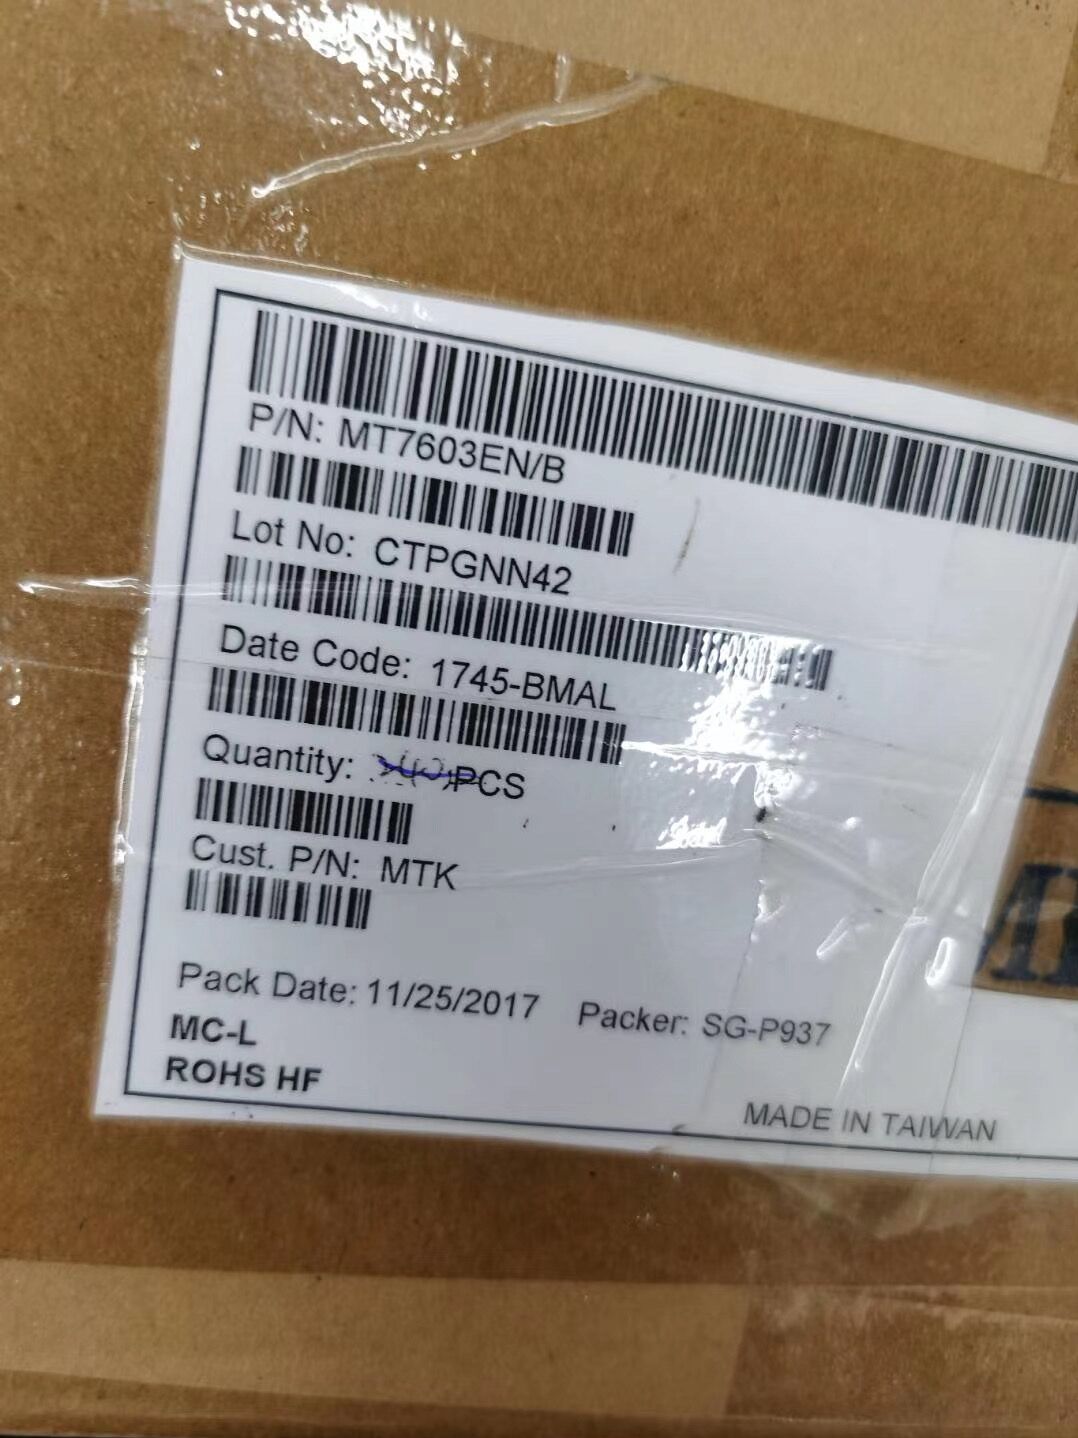 P/N: MT7603EN/B
Lot No: CTPGNN42
Date Code: 1745-BMAL
Quantity: PCS
Cust. P/N: MTK
Pack Date: 11/25/2017 Packer: SG-P937
MC-L
ROHS HF
MADE IN TAIWAN